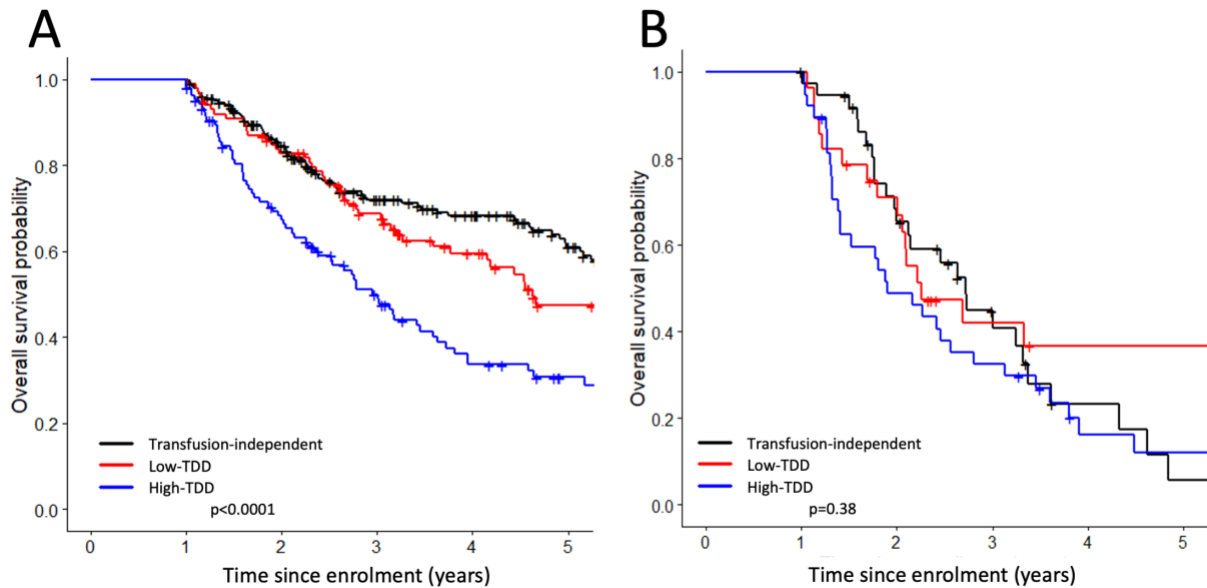 A
Overall survival probability
1.0
0.8
0.6
0.4
0.2
0.0
Transfusion-independent
Low-TDD
High-TDD
p<0.0001
0 1 2 3 4 5
Time since enrolment (years)
B
Overall survival probability
1.0
0.8
0.6
0.4
0.2
0.0
Transfusion-independent
Low-TDD
High-TDD
p=0.38
0 1 2 3 4 5
Time since enrolment (years)